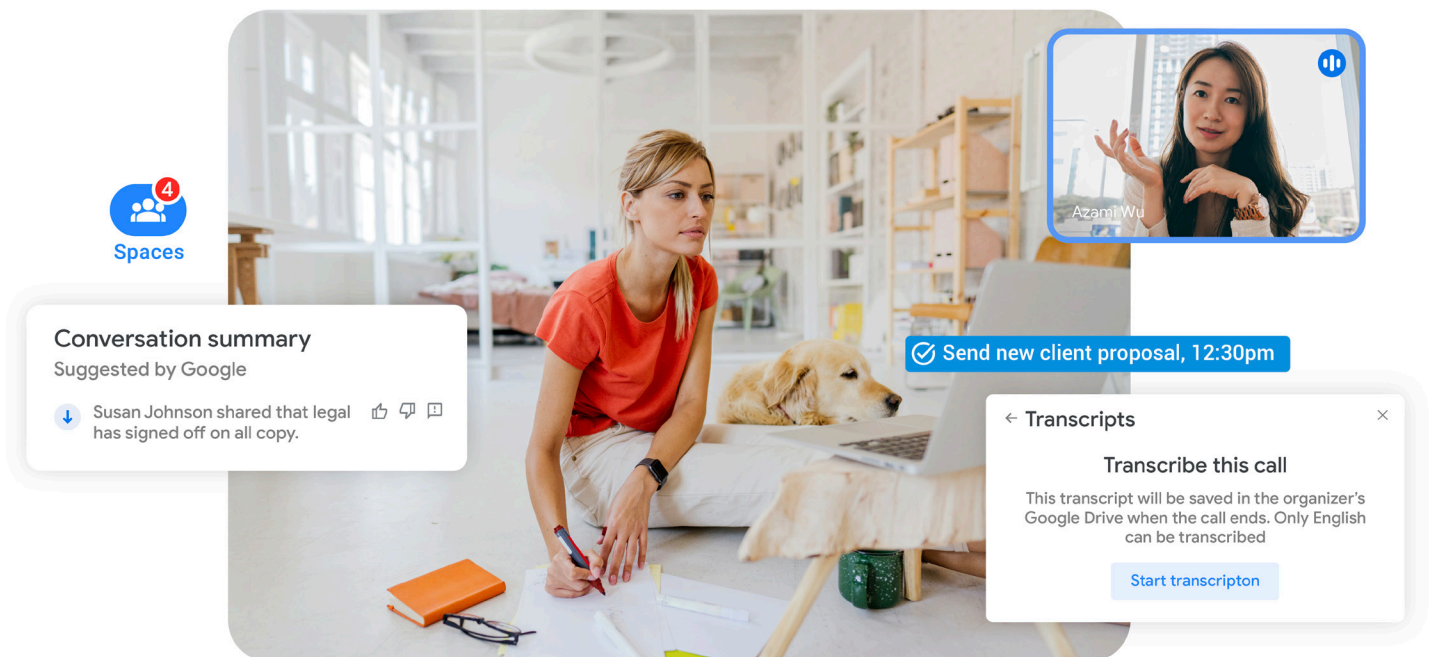 4
Spaces
Conversation summary
Suggested by Google
Susan Johnson shared that legal
has signed off on all copy.
Azami Wu
Send new client proposal, 12:30pm
Transcripts
Transcribe this call
This transcript will be saved in the organizer's
Google Drive when the call ends. Only English
can be transcribed
Start transcripton